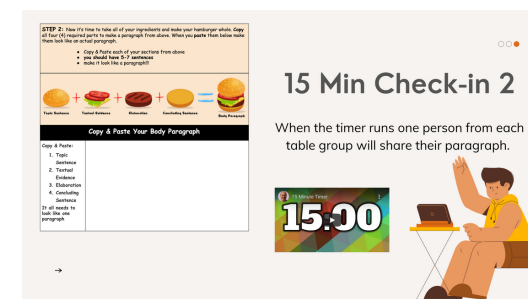 STEP 2: Now it's time to take all of your ingredients and make your hamburger whole. Copy
all four (4) required parts to make a paragraph from above. When you paste them below make
them look like an actual paragraph.
● Copy & Paste each of your sections from above
● you should have 5-7 sentences
● make it look like a paragraph!!!
Topic Sentence
Textual Evidence
Elaboration
Concluding Sentence
Body Paragraph
Copy & Paste Your Body Paragraph
Copy & Paste:
1. Topic
Sentence
2. Textual
Evidence
3. Elaboration
4. Concluding
Sentence
It all needs to
look like one
paragraph
15 Min Check-in 2
When the timer runs one person from each
table group will share their paragraph.
15 Minute Timer
15:00